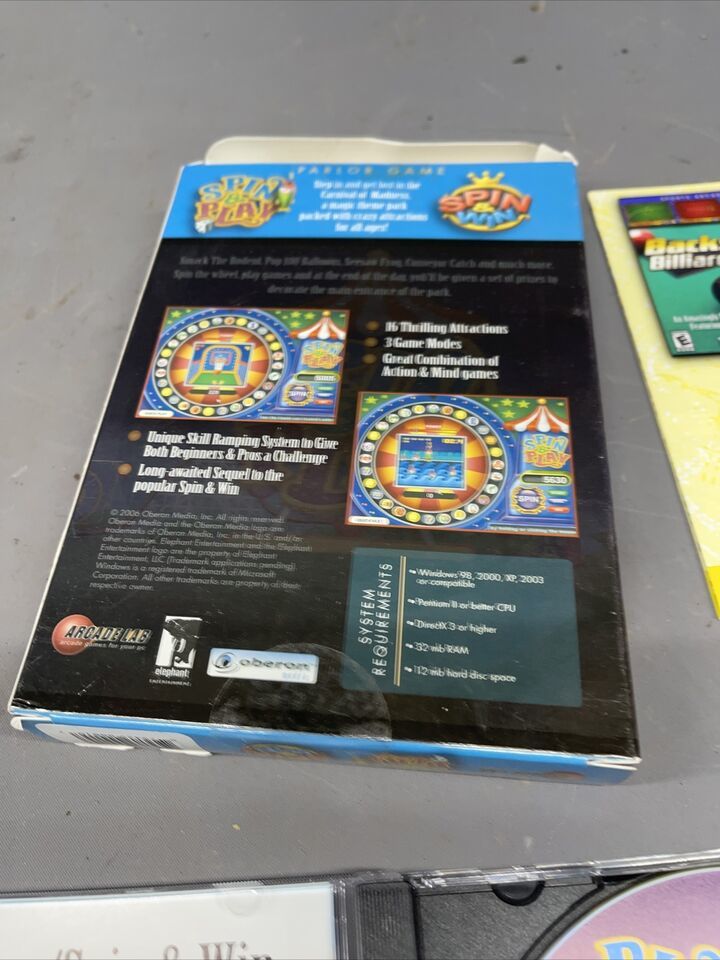 PARLOR GAME
SPIN
& PLAY
Step in and get lost in the
Carnival of Madness,
a magic theme park
packed with crazy attractions
for all ages!
SPIN
& WIN
Smack The Rodent, Pop 100 Balloons, Seesaw Frog, Conveyor Catch and much more.
Spin the wheel, play games and at the end of the day, you'll be given a set of prizes to
decorate the main entrance of the park.
SPIN
& PLAY
SPIN
16 Thrilling Attractions
3 Game Modes
Great Combination of
Action & Mind games
SPIN
& PLAY
5630
SPIN
Unique Skill Ramping System to Give
Both Beginners & Pros a Challenge
Long-awaited Sequel to the
popular Spin & Win
© 2006 Oberon Media, Inc. All rights reserved.
Oberon Media and the Oberon Media logo are
trademarks of Oberon Media, Inc. in the U.S. and/or
other countries. Elephant Entertainment and the Elephant
Entertainment logo are the property of Elephant
Entertainment, LLC (Trademark applications pending).
Windows is a registered trademark of Microsoft
Corporation. All other trademarks are property of their
respective owner.
SYSTEM
REQUIREMENTS
Windows 98, 2000, XP, 2003
or compatible
Pentium II or better CPU
DirectX 3 or higher
32 mb RAM
12 mb hard disc space
ARCADE LAB
arcade games for your pc
elephant
ENTERTAINMENT
oberon
MEDIA
Back
Billiar
E
/Spin & Win